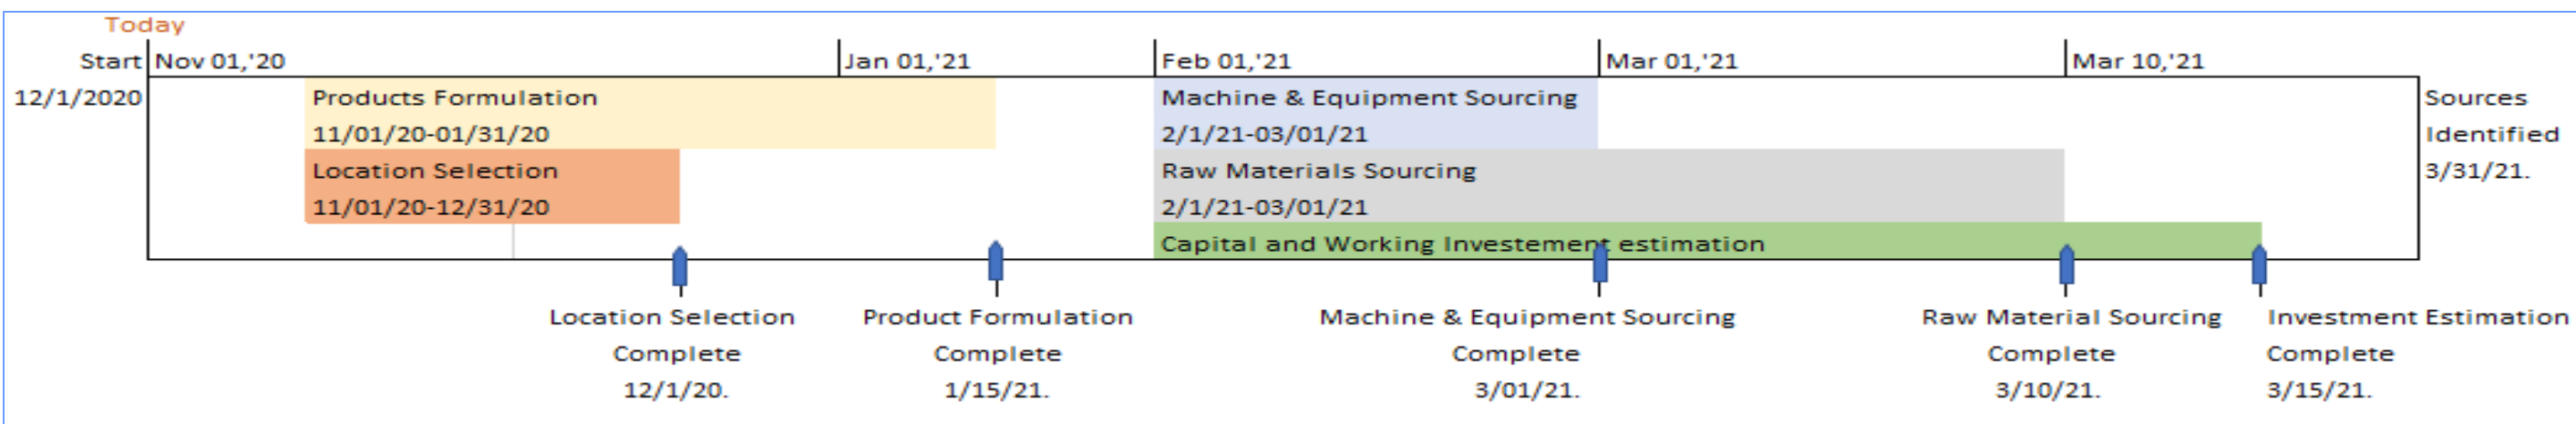 Today
Start
Nov 01,'20
Jan 01,'21
Feb 01,'21
Mar 01,'21
Mar 10,'21
12/1/2020
Products Formulation
11/01/20-01/31/20
Location Selection
11/01/20-12/31/20
Machine & Equipment Sourcing
2/1/21-03/01/21
Raw Materials Sourcing
2/1/21-03/01/21
Capital and Working Investement estimation
Sources
Identified
3/31/21.
Location Selection
Complete
12/1/20.
Product Formulation
Complete
1/15/21.
Machine & Equipment Sourcing
Complete
3/01/21.
Raw Material Sourcing
Complete
3/10/21.
Investment Estimation
Complete
3/15/21.